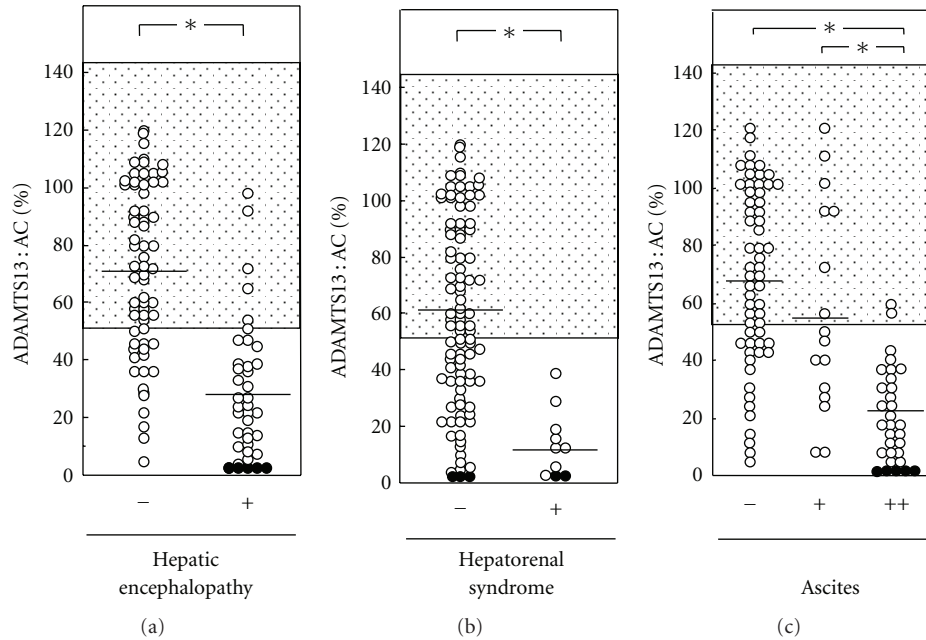 *
ADAMTS13 : AC (%)
140
120
100
80
60
40
20
0
− +
Hepatic
encephalopathy
(a)
*
ADAMTS13 : AC (%)
140
120
100
80
60
40
20
0
− +
Hepatorenal
syndrome
(b)
*
*
ADAMTS13 : AC (%)
140
120
100
80
60
40
20
0
− + ++
Ascites
(c)